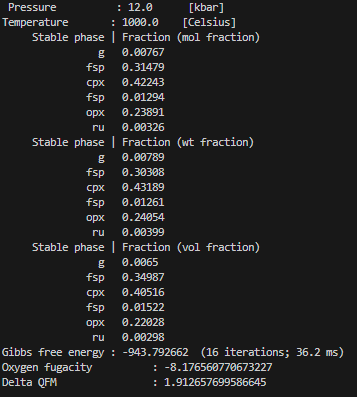 Pressure : 12.0 [kbar]
Temperature : 1000.0 [Celsius]
Stable phase | Fraction (mol fraction)
g 0.00767
fsp 0.31479
cpx 0.42243
fsp 0.01294
opx 0.23891
ru 0.00326
Stable phase | Fraction (wt fraction)
g 0.00789
fsp 0.30308
cpx 0.43189
fsp 0.01261
opx 0.24054
ru 0.00399
Stable phase | Fraction (vol fraction)
g 0.0065
fsp 0.34987
cpx 0.40516
fsp 0.01522
opx 0.22028
ru 0.00298
Gibbs free energy : -943.792662 (16 iterations; 36.2 ms)
Oxygen fugacity : -8.176560770673227
Delta QFM : 1.912657699586645